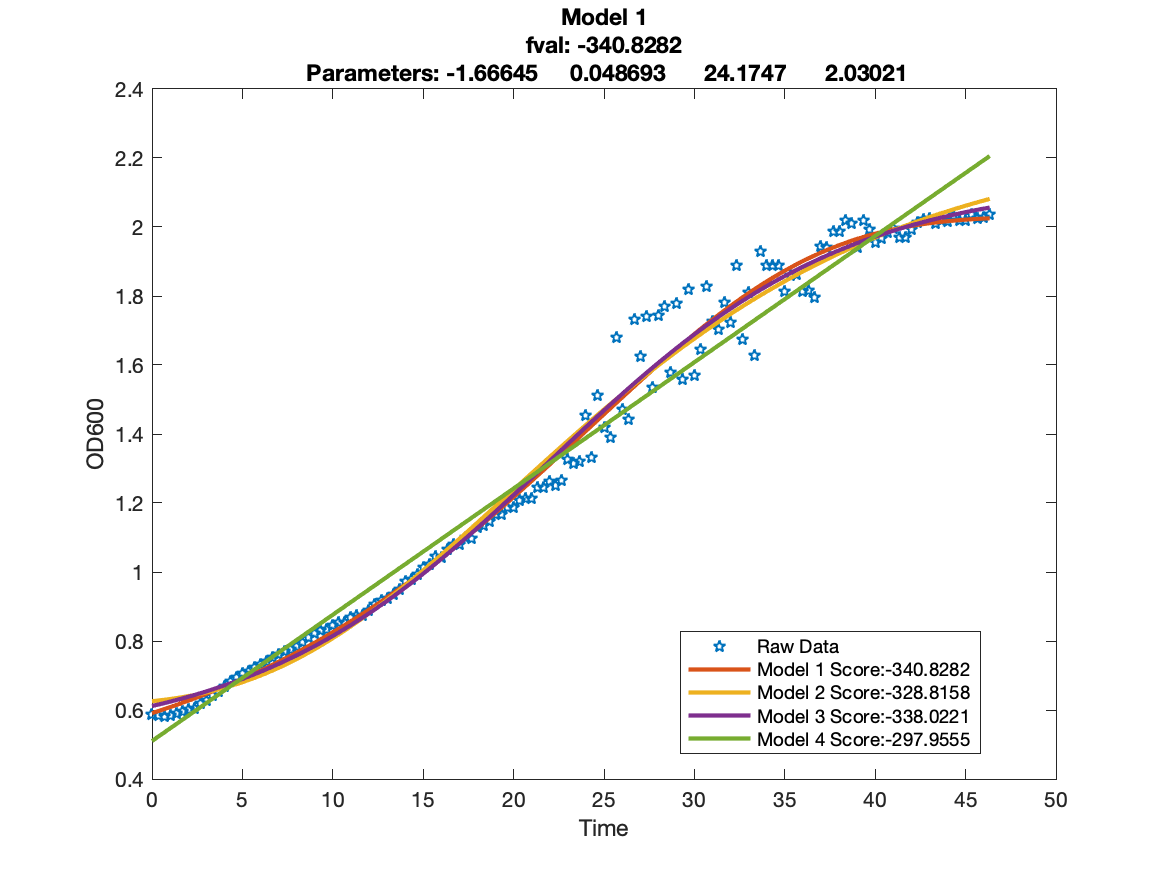 Model 1
fval: -340.8282
Parameters: -1.66645 0.048693 24.1747 2.03021
2.4
2.2
2
1.8
1.6
1.4
1.2
1
0.8
0.6
0.4
OD600
Raw Data
Model 1 Score:-340.8282
Model 2 Score:-328.8158
Model 3 Score:-338.0221
Model 4 Score:-297.9555
0 5 10 15 20 25 30 35 40 45 50
Time